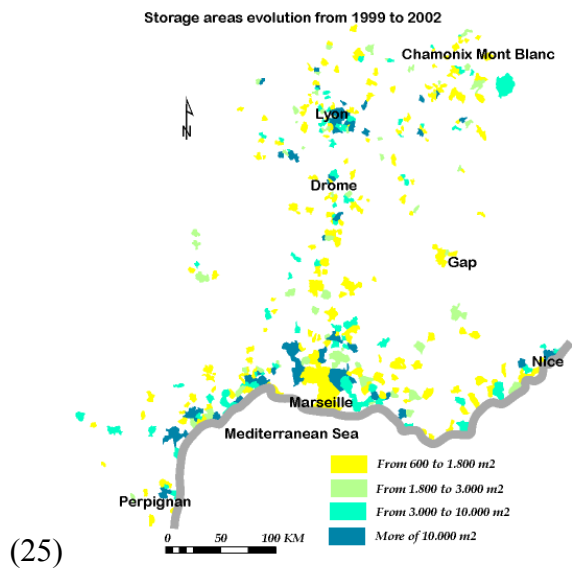 Storage areas evolution from 1999 to 2002
Chamonix Mont Blanc
N
Lyon
Drome
Gap
Nice
Marseille
Mediterranean Sea
From 600 to 1.800 m2
From 1.800 to 3.000 m2
Perpignan
From 3.000 to 10.000 m2
More of 10.000 m2
0 50 100 KM
(25)